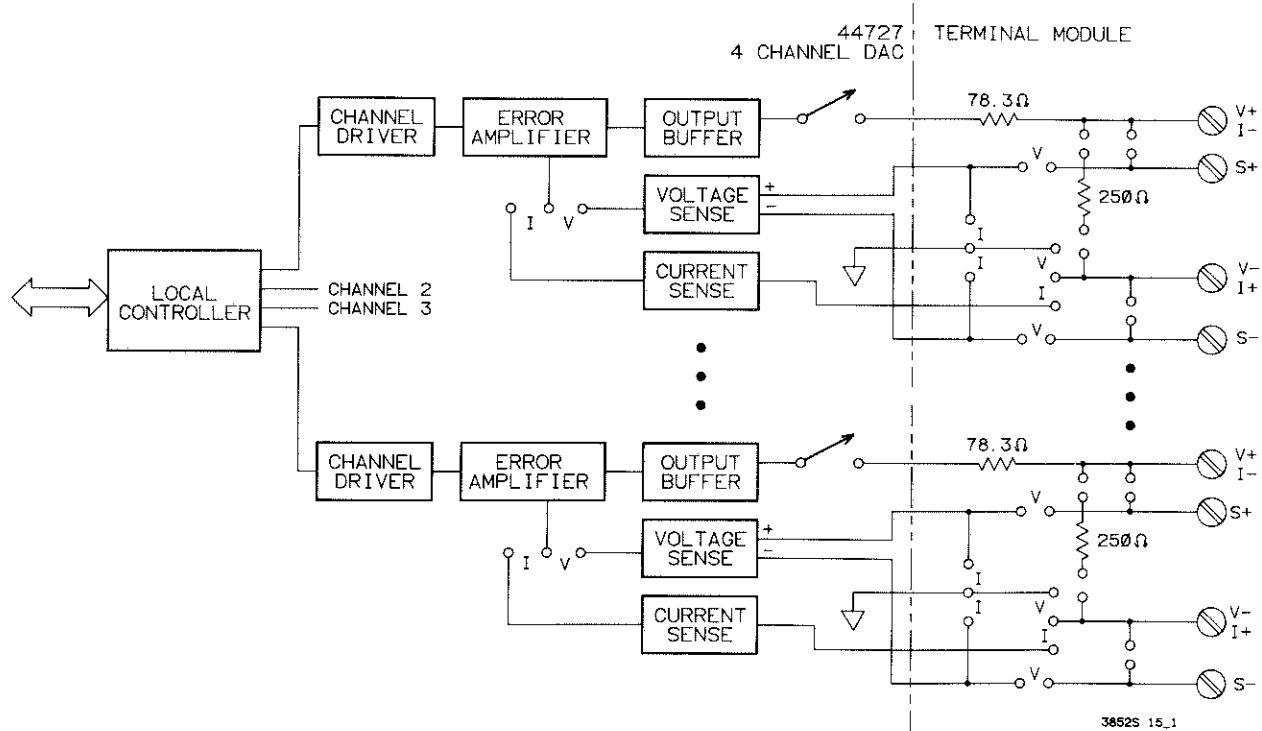 44727
4 CHANNEL DAC
TERMINAL MODULE
CHANNEL
DRIVER
ERROR
AMPLIFIER
OUTPUT
BUFFER
78.3Ω
V+
I-
S+
I
V
VOLTAGE
SENSE
+
-
V
250Ω
I
I
V
I
V-
I+
CURRENT
SENSE
V
S-
LOCAL
CONTROLLER
CHANNEL 2
CHANNEL 3
CHANNEL
DRIVER
ERROR
AMPLIFIER
OUTPUT
BUFFER
78.3Ω
V+
I-
S+
I
V
VOLTAGE
SENSE
+
-
V
250Ω
I
I
V
I
V-
I+
CURRENT
SENSE
V
S-
3852S 15_1